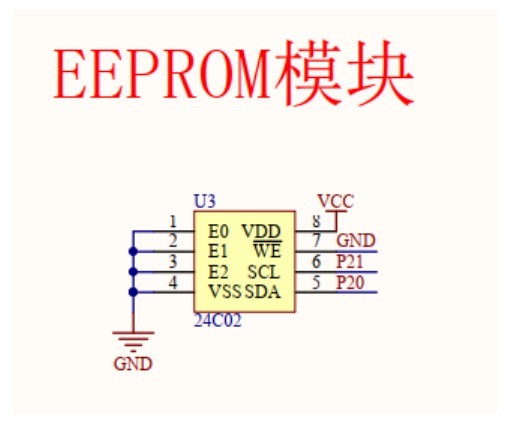 EEPROM模块
U3
VCC
1 E0 VDD 8
2 E1 WE 7 GND
3 E2 SCL 6 P21
4 VSS SDA 5 P20
24C02
GND